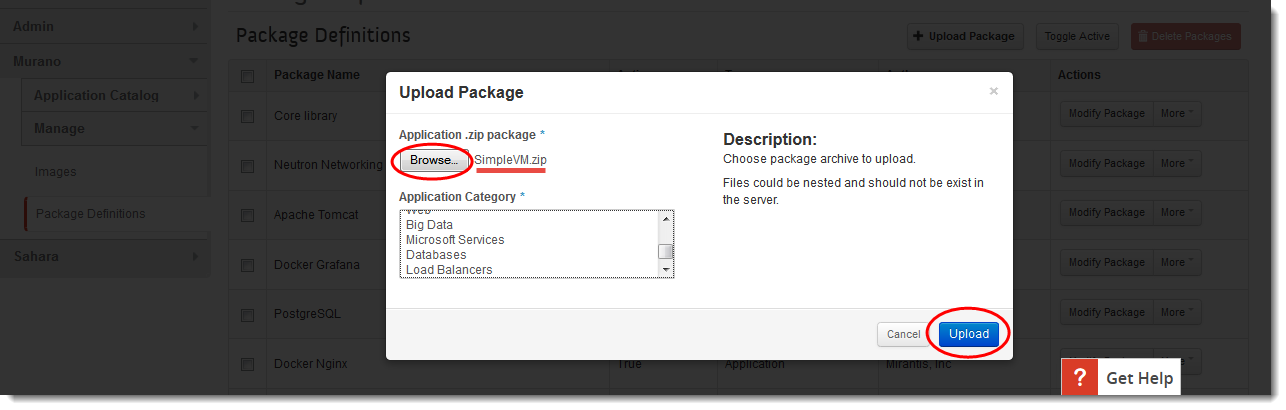 Admin
Package Definitions
Upload Package
Toggle Active
Delete Packages
Murano
Package Name
Actions
Application Catalog
Manage
Images
Package Definitions
Sahara
Core library
Modify Package
More
Neutron Networking
Modify Package
More
Apache Tomcat
Modify Package
More
Docker Grafana
Modify Package
More
PostgreSQL
Modify Package
More
Docker Nginx
True
Application
Mirantis, Inc
Upload Package
×
Application .zip package *
Browse...
SimpleVM.zip
Application Category *
Web
Big Data
Microsoft Services
Databases
Load Balancers
Description:
Choose package archive to upload.
Files could be nested and should not be exist in
the server.
Cancel
Upload
? Get Help